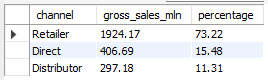 channel gross_sales_mln percentage
Retailer 1924.17 73.22
Direct 406.69 15.48
Distributor 297.18 11.31